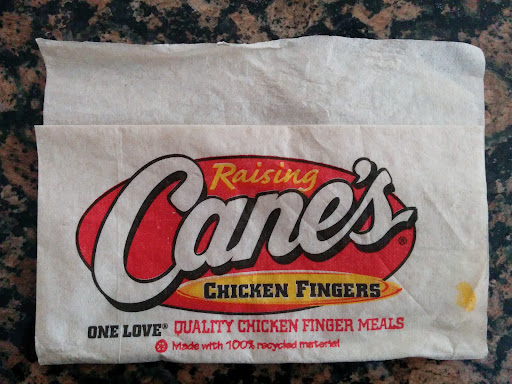 Raising
Cane's®
CHICKEN FINGERS
ONE LOVE® QUALITY CHICKEN FINGER MEALS
Made with 100% recycled material